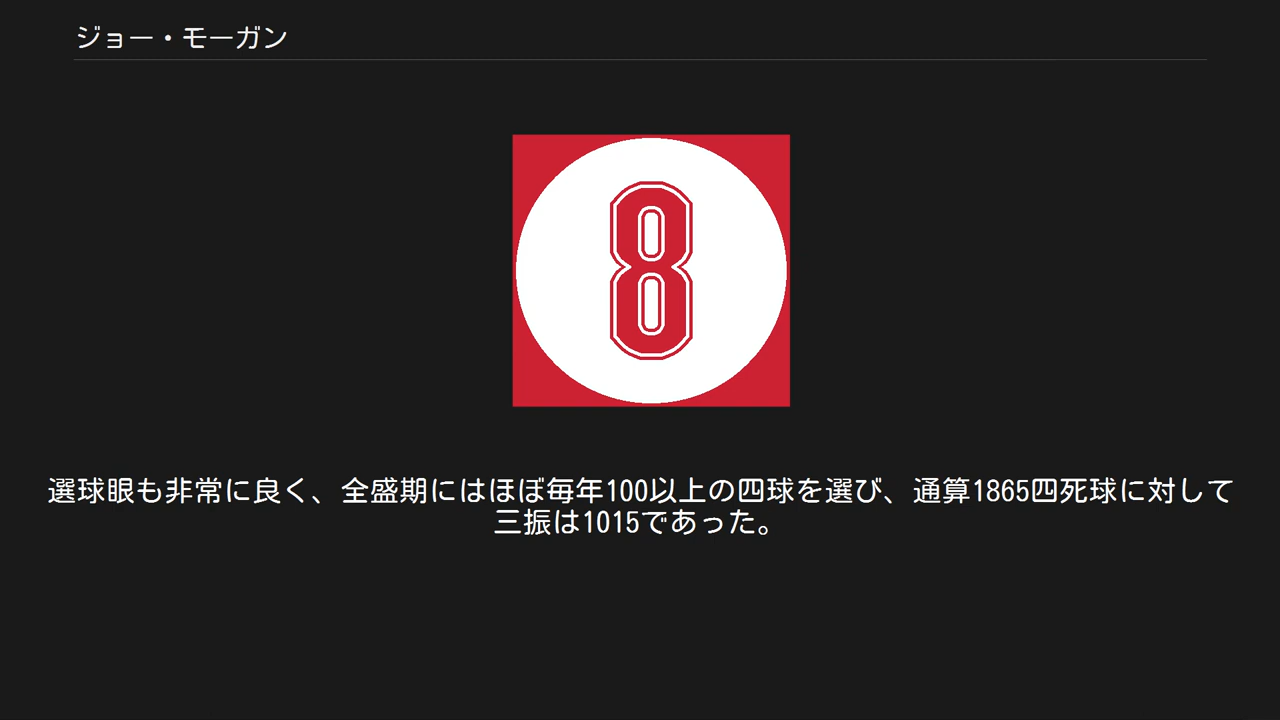 ジョー・モーガン
8
選球眼も非常に良く、全盛期にはほぼ毎年100以上の四球を選び、通算1865四死球に対して
三振は1015であった。